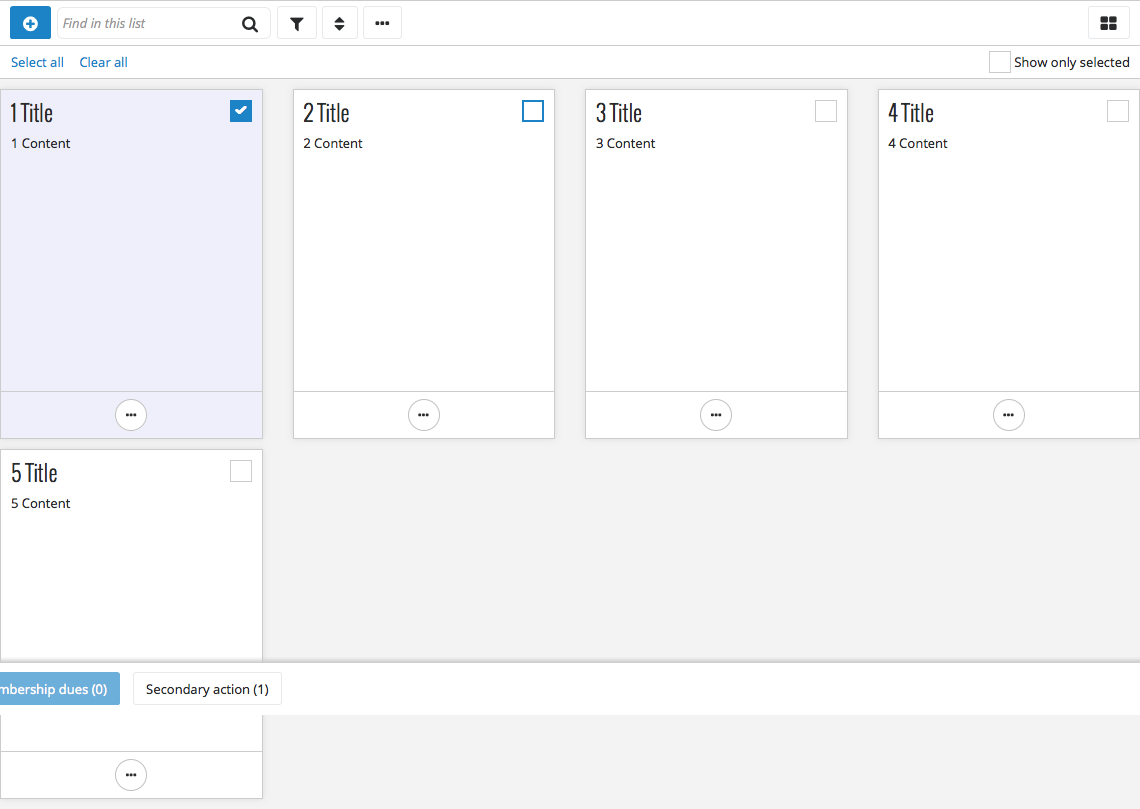 Find in this list
Select all Clear all Show only selected
1 Title
1 Content
2 Title
2 Content
3 Title
3 Content
4 Title
4 Content
5 Title
5 Content
mbership dues (0) Secondary action (1)